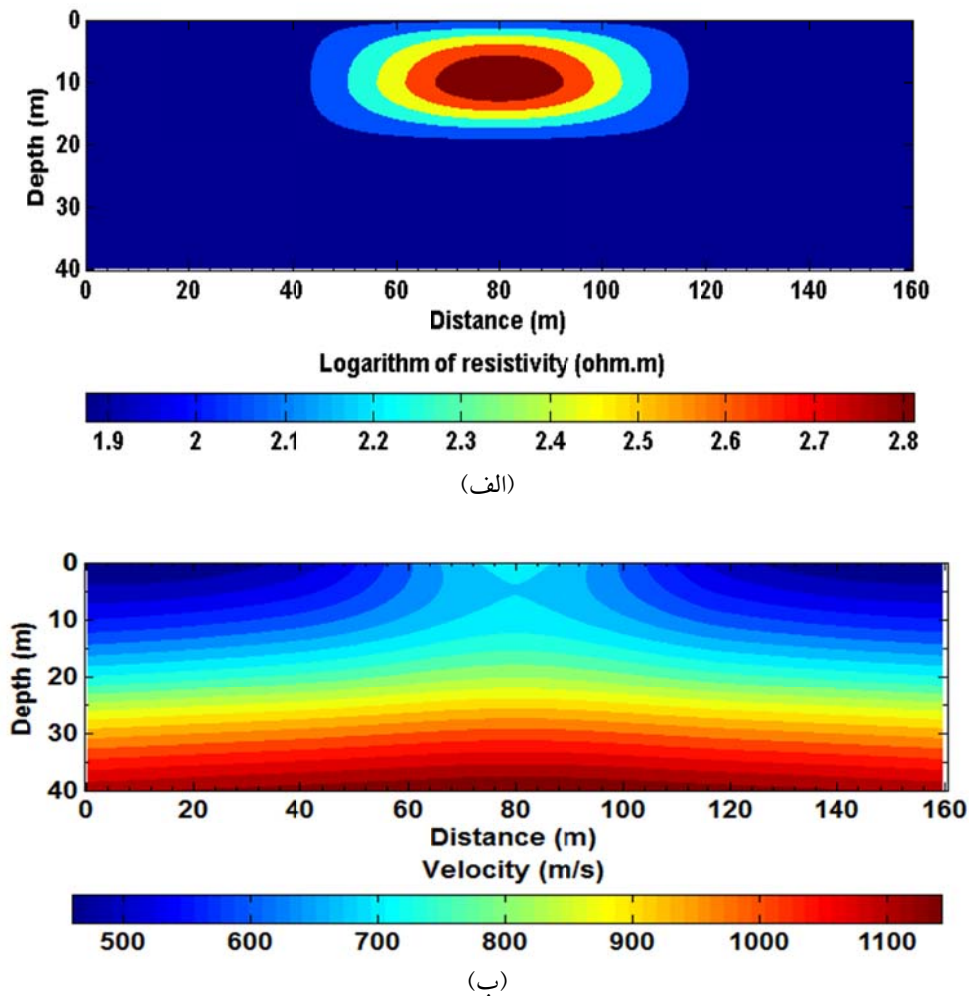 0
10
Depth (m)
20
30
40
0 20 40 60 80 100 120 140 160
Distance (m)
Logarithm of resistivity (ohm.m)
1.9 2 2.1 2.2 2.3 2.4 2.5 2.6 2.7 2.8
(الف)
0
10
Depth (m)
20
30
40
0 20 40 60 80 100 120 140 160
Distance (m)
Velocity (m/s)
500 600 700 800 900 1000 1100
(ب)